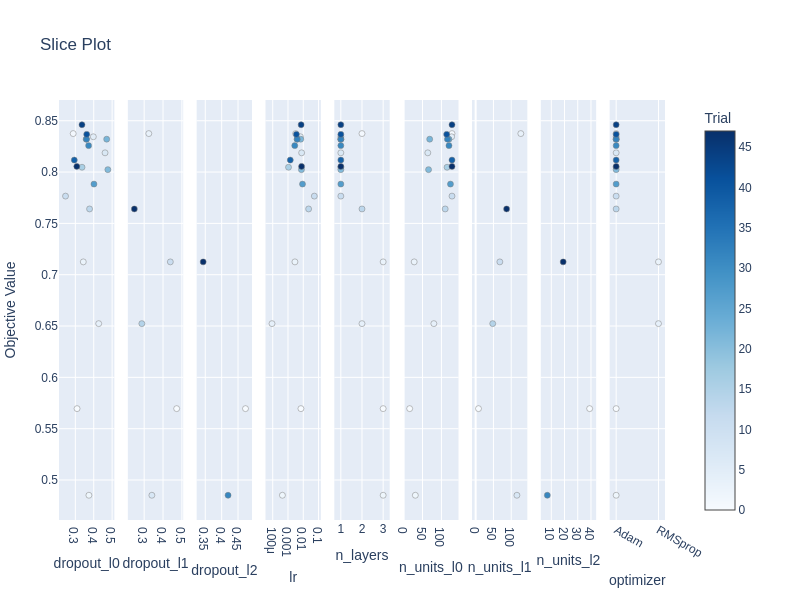 Slice Plot
Trial
Objective Value
0.85
0.8
0.75
0.7
0.65
0.6
0.55
0.5
45
40
35
30
25
20
15
10
5
0
0.3 0.4 0.5
0.3 0.4 0.5
0.35 0.4 0.45
100μ 0.001 0.01 0.1
1 2 3
0 50 100
0 50 100
10 20 30 40
Adam RMSprop
dropout_l0
dropout_l1
dropout_l2
lr
n_layers
n_units_l0
n_units_l1
n_units_l2
optimizer